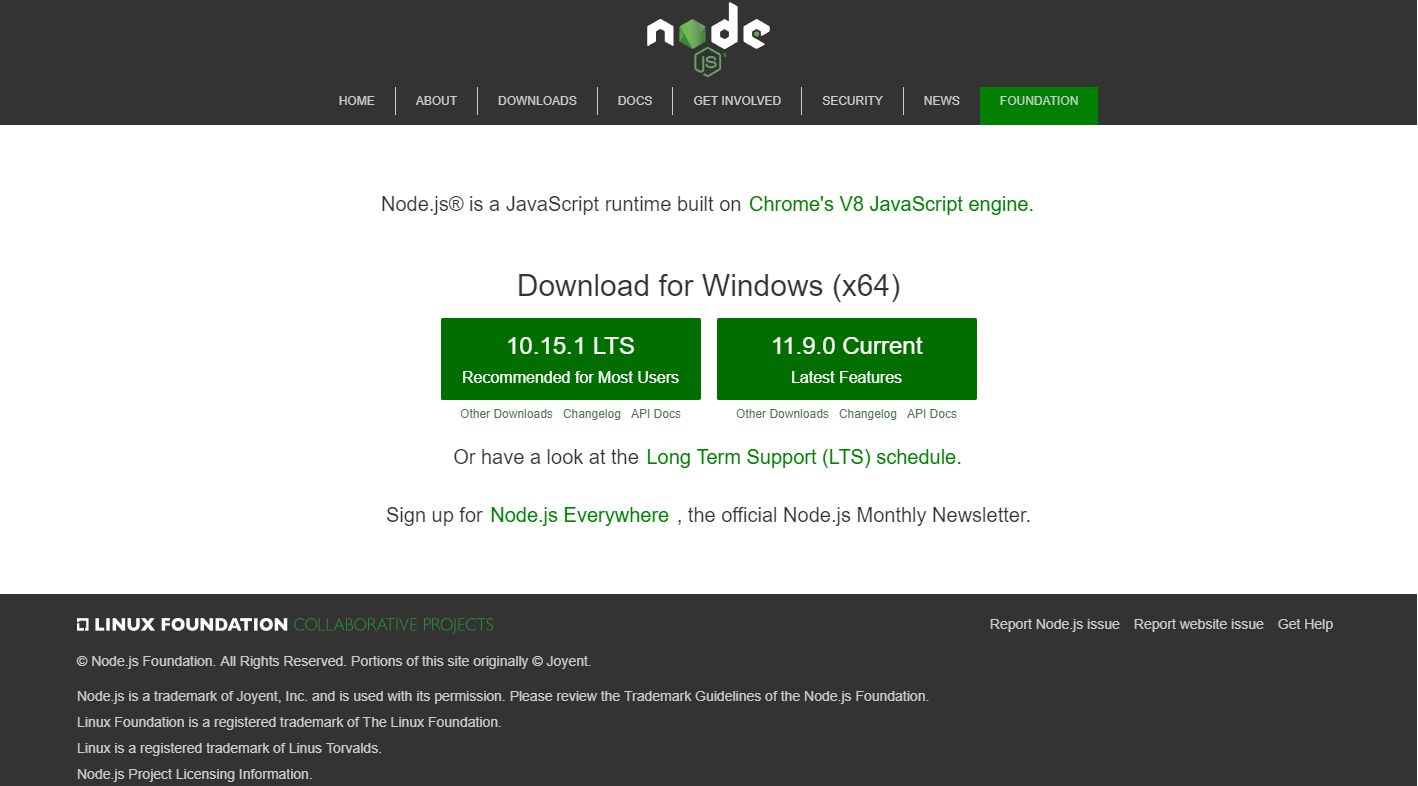 node
JS
HOME
ABOUT
DOWNLOADS
DOCS
GET INVOLVED
SECURITY
NEWS
FOUNDATION
Node.js® is a JavaScript runtime built on Chrome's V8 JavaScript engine.
Download for Windows (x64)
10.15.1 LTS
Recommended for Most Users
11.9.0 Current
Latest Features
Other Downloads Changelog API Docs
Other Downloads Changelog API Docs
Or have a look at the Long Term Support (LTS) schedule.
Sign up for Node.js Everywhere , the official Node.js Monthly Newsletter.
LINUX FOUNDATION COLLABORATIVE PROJECTS
Report Node.js issue Report website issue Get Help
© Node.js Foundation. All Rights Reserved. Portions of this site originally © Joyent.
Node.js is a trademark of Joyent, Inc. and is used with its permission. Please review the Trademark Guidelines of the Node.js Foundation.
Linux Foundation is a registered trademark of The Linux Foundation.
Linux is a registered trademark of Linus Torvalds.
Node.js Project Licensing Information.